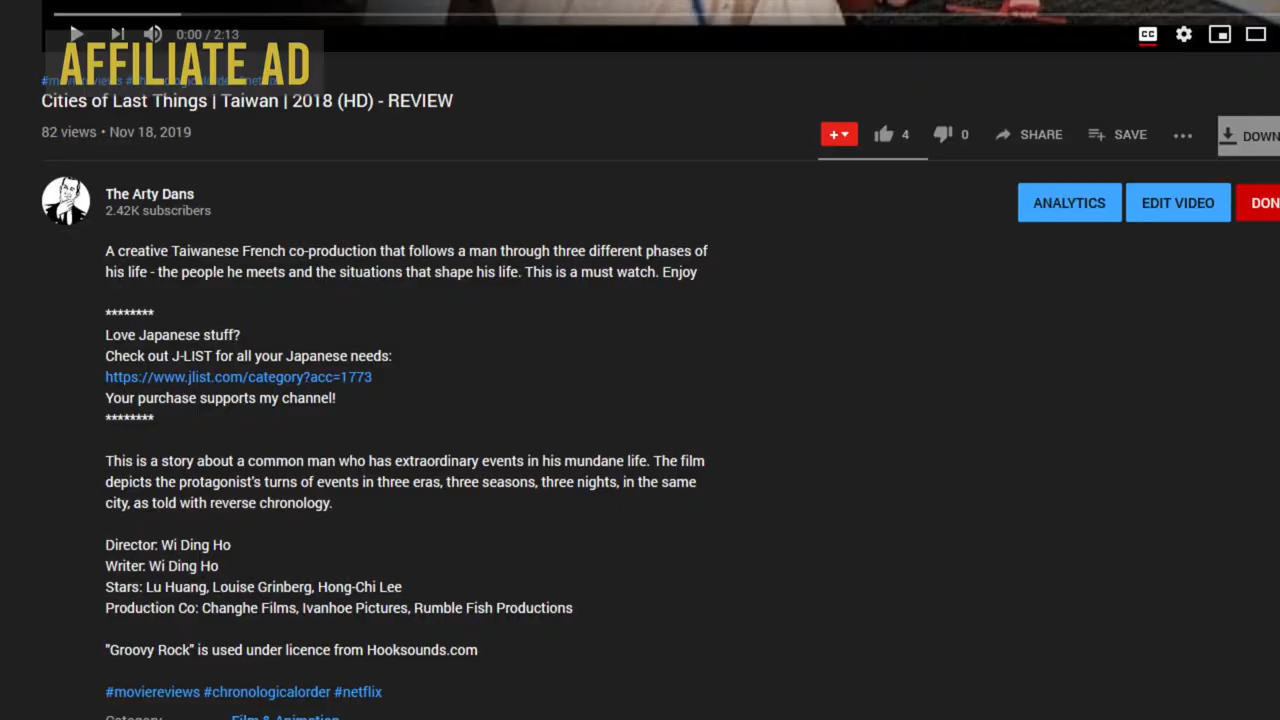 0:00 / 2:13
AFFILIATE AD
Cities of Last Things | Taiwan | 2018 (HD) - REVIEW
82 views • Nov 18, 2019
4 0 SHARE SAVE
The Arty Dans
2.42K subscribers
ANALYTICS EDIT VIDEO
A creative Taiwanese French co-production that follows a man through three different phases of
his life - the people he meets and the situations that shape his life. This is a must watch. Enjoy
********
Love Japanese stuff?
Check out J-LIST for all your Japanese needs:
https://www.jlist.com/category?acc=1773
Your purchase supports my channel!
********
This is a story about a common man who has extraordinary events in his mundane life. The film
depicts the protagonist's turns of events in three eras, three seasons, three nights, in the same
city, as told with reverse chronology.
Director: Wi Ding Ho
Writer: Wi Ding Ho
Stars: Lu Huang, Louise Grinberg, Hong-Chi Lee
Production Co: Changhe Films, Ivanhoe Pictures, Rumble Fish Productions
"Groovy Rock" is used under licence from Hooksounds.com
#moviereviews #chronologicalorder #netflix
Category Film & Animation